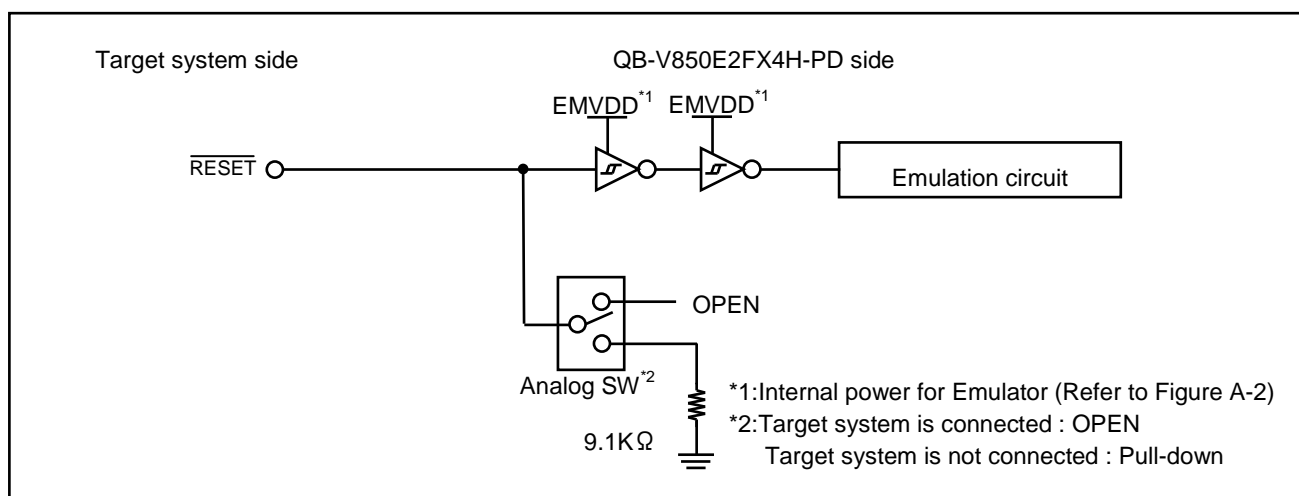 Target system side
QB-V850E2FX4H-PD side
EMVDD*1
EMVDD*1
RESET
Emulation circuit
OPEN
Analog SW*2
9.1KΩ
*1:Internal power for Emulator (Refer to Figure A-2)
*2:Target system is connected : OPEN
Target system is not connected : Pull-down